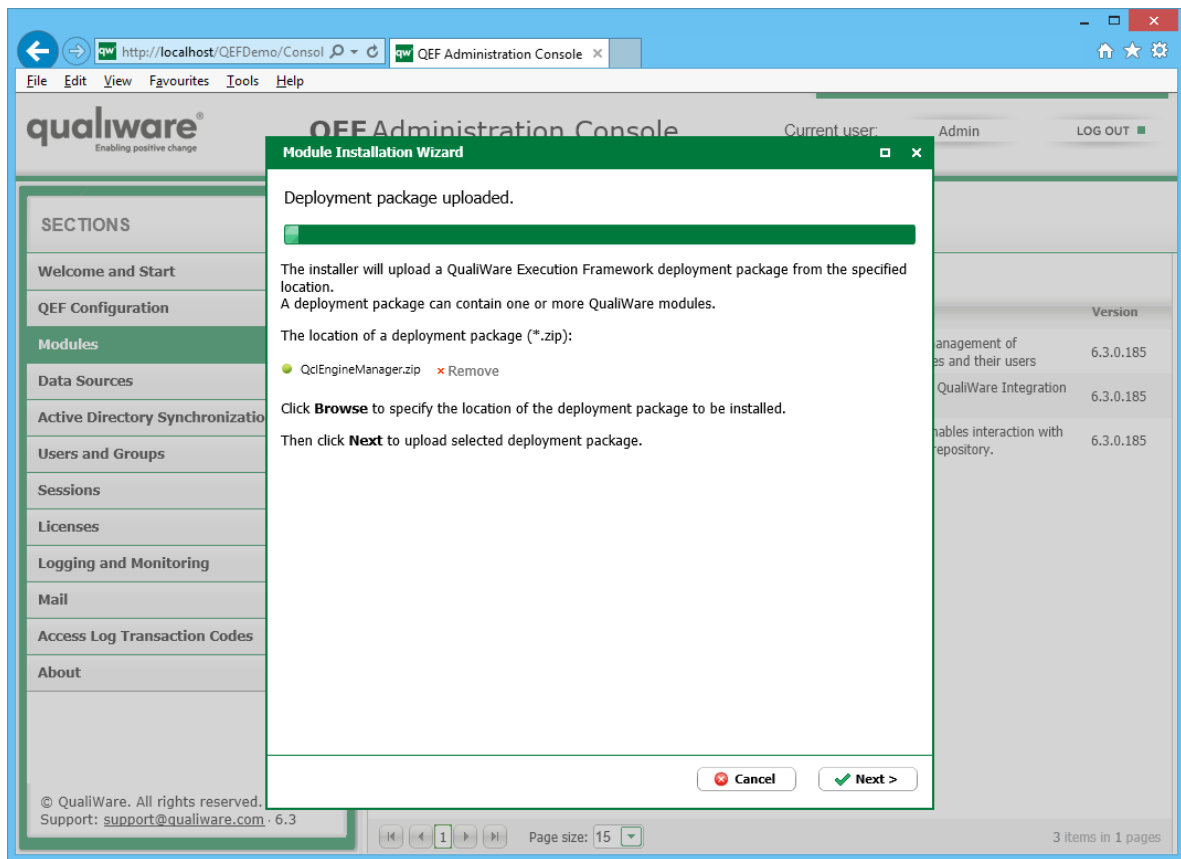 http://localhost/QEFDemo/Consol
QEF Administration Console
File Edit View Favourites Tools Help
qualiware®
Enabling positive change
QEF Administration Console
Current user:
Admin
LOG OUT
Module Installation Wizard
SECTIONS
Welcome and Start
QEF Configuration
Modules
Data Sources
Active Directory Synchronizatio
Users and Groups
Sessions
Licenses
Logging and Monitoring
Mail
Access Log Transaction Codes
About
© QualiWare. All rights reserved.
Support: support@qualiware.com · 6.3
Deployment package uploaded.
The installer will upload a QualiWare Execution Framework deployment package from the specified
location.
A deployment package can contain one or more QualiWare modules.
The location of a deployment package (*.zip):
QclEngineManager.zip × Remove
Click Browse to specify the location of the deployment package to be installed.
Then click Next to upload selected deployment package.
Cancel
Next >
Version
anagement of
es and their users
6.3.0.185
QualiWare Integration
6.3.0.185
nables interaction with
repository.
6.3.0.185
1
Page size: 15
3 items in 1 pages